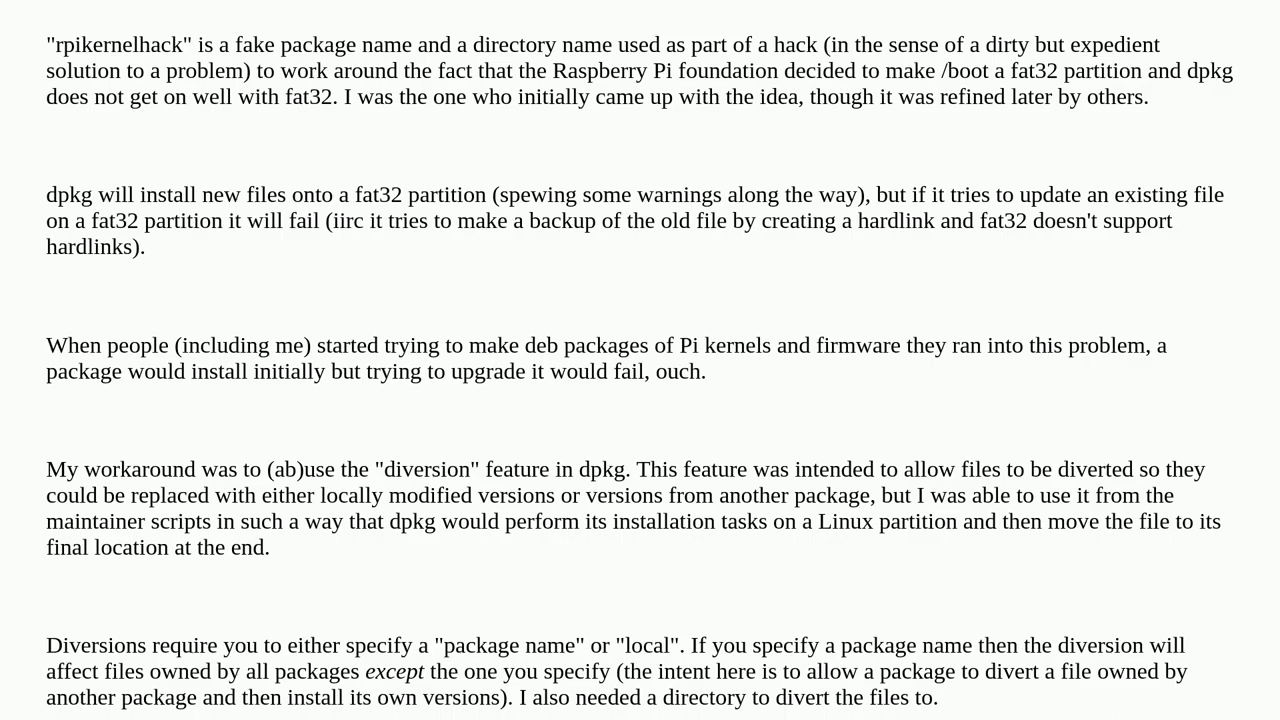 "rpikernelhack" is a fake package name and a directory name used as part of a hack (in the sense of a dirty but expedient
solution to a problem) to work around the fact that the Raspberry Pi foundation decided to make /boot a fat32 partition and dpkg
does not get on well with fat32. I was the one who initially came up with the idea, though it was refined later by others.
dpkg will install new files onto a fat32 partition (spewing some warnings along the way), but if it tries to update an existing file
on a fat32 partition it will fail (iirc it tries to make a backup of the old file by creating a hardlink and fat32 doesn't support
hardlinks).
When people (including me) started trying to make deb packages of Pi kernels and firmware they ran into this problem, a
package would install initially but trying to upgrade it would fail, ouch.
My workaround was to (ab)use the "diversion" feature in dpkg. This feature was intended to allow files to be diverted so they
could be replaced with either locally modified versions or versions from another package, but I was able to use it from the
maintainer scripts in such a way that dpkg would perform its installation tasks on a Linux partition and then move the file to its
final location at the end.
Diversions require you to either specify a "package name" or "local". If you specify a package name then the diversion will
affect files owned by all packages except the one you specify (the intent here is to allow a package to divert a file owned by
another package and then install its own versions). I also needed a directory to divert the files to.